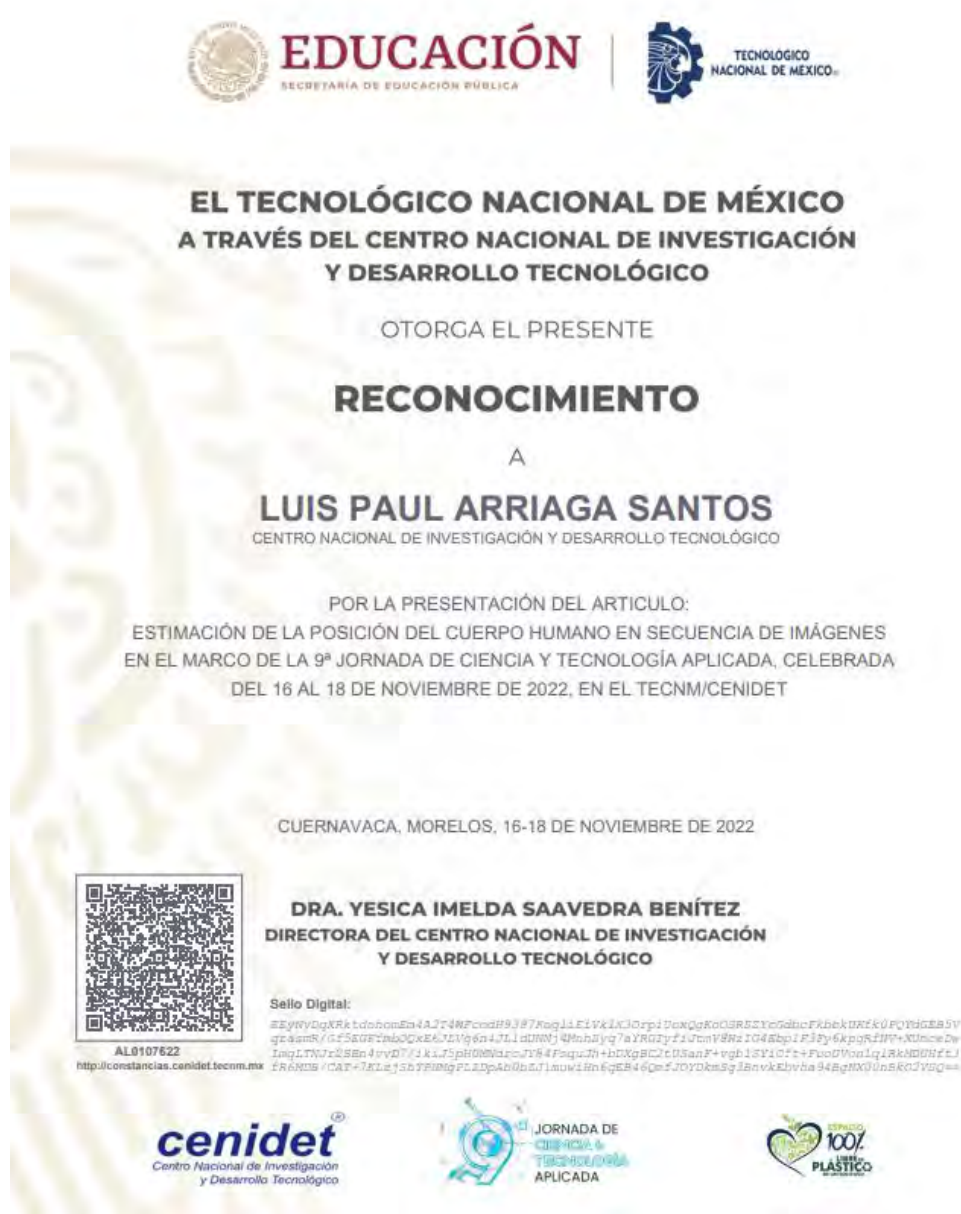 EDUCACIÓN
SECRETARÍA DE EDUCACIÓN PÚBLICA
TECNOLÓGICO
NACIONAL DE MÉXICO
EL TECNOLÓGICO NACIONAL DE MÉXICO
A TRAVÉS DEL CENTRO NACIONAL DE INVESTIGACIÓN
Y DESARROLLO TECNOLÓGICO
OTORGA EL PRESENTE
RECONOCIMIENTO
A
LUIS PAUL ARRIAGA SANTOS
CENTRO NACIONAL DE INVESTIGACIÓN Y DESARROLLO TECNOLÓGICO
POR LA PRESENTACIÓN DEL ARTICULO:
ESTIMACIÓN DE LA POSICIÓN DEL CUERPO HUMANO EN SECUENCIA DE IMÁGENES
EN EL MARCO DE LA 9ª JORNADA DE CIENCIA Y TECNOLOGÍA APLICADA, CELEBRADA
DEL 16 AL 18 DE NOVIEMBRE DE 2022, EN EL TECNM/CENIDET
CUERNAVACA, MORELOS, 16-18 DE NOVIEMBRE DE 2022
DRA. YESICA IMELDA SAAVEDRA BENÍTEZ
DIRECTORA DEL CENTRO NACIONAL DE INVESTIGACIÓN
Y DESARROLLO TECNOLÓGICO
Sello Digital:
AL0107622
http://constancias.cenidet.tecnm.mx
cenidet®
Centro Nacional de Investigación
y Desarrollo Tecnológico
JORNADA DE
CIENCIA &
TECNOLOGÍA
APLICADA
ESPACIO
100%
LIBRE DE
PLÁSTICO